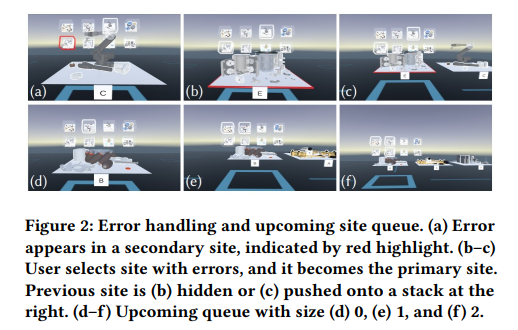 (a)
C
(b)
E
(c)
E
C
(d)
B
(e)
B
A
(f)
Figure 2: Error handling and upcoming site queue. (a) Error
appears in a secondary site, indicated by red highlight. (b–c)
User selects site with errors, and it becomes the primary site.
Previous site is (b) hidden or (c) pushed onto a stack at the
right. (d–f) Upcoming queue with size (d) 0, (e) 1, and (f) 2.